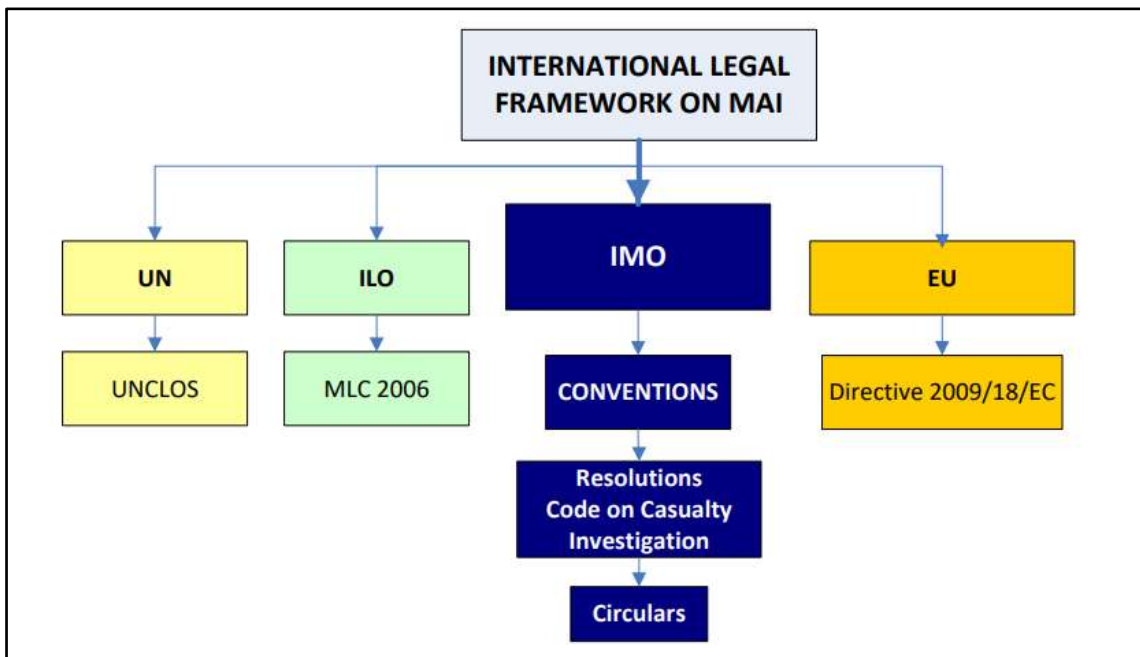 INTERNATIONAL LEGAL
FRAMEWORK ON MAI
UN
ILO
IMO
EU
UNCLOS
MLC 2006
CONVENTIONS
Directive 2009/18/EC
Resolutions
Code on Casualty
Investigation
Circulars